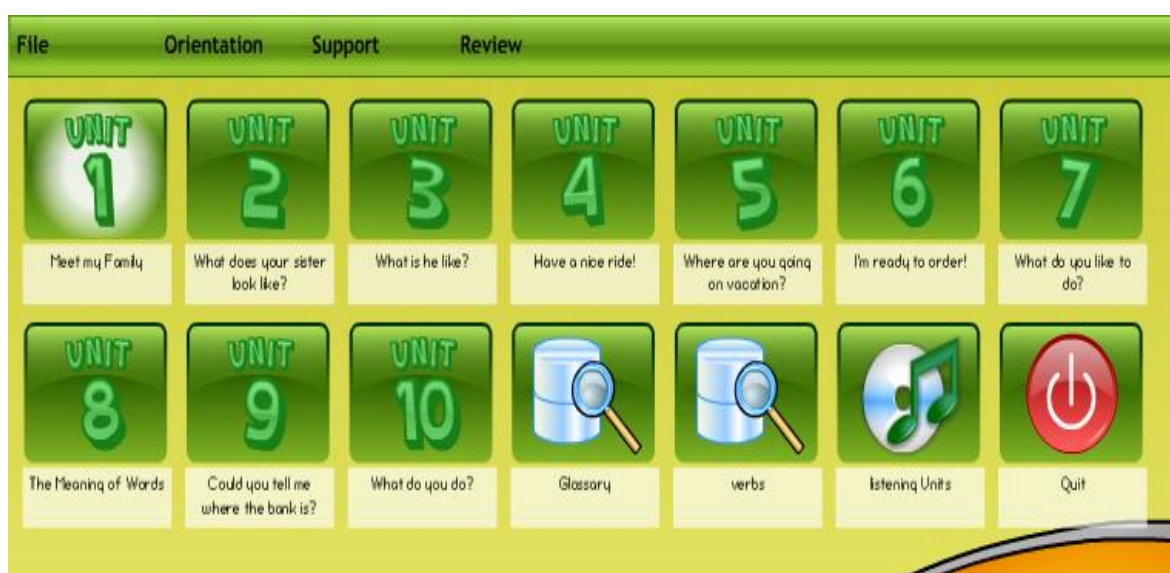 File Orientation Support Review
UNIT 1
UNIT 2
UNIT 3
UNIT 4
UNIT 5
UNIT 6
UNIT 7
Meet my Family
What does your sister
look like?
What is he like?
Have a nice ride!
Where are you going
on vacation?
I'm ready to order!
What do you like to
do?
UNIT 8
UNIT 9
UNIT 10
The Meaning of Words
Could you tell me
where the bank is?
What do you do?
Glossary
verbs
listening Units
Quit